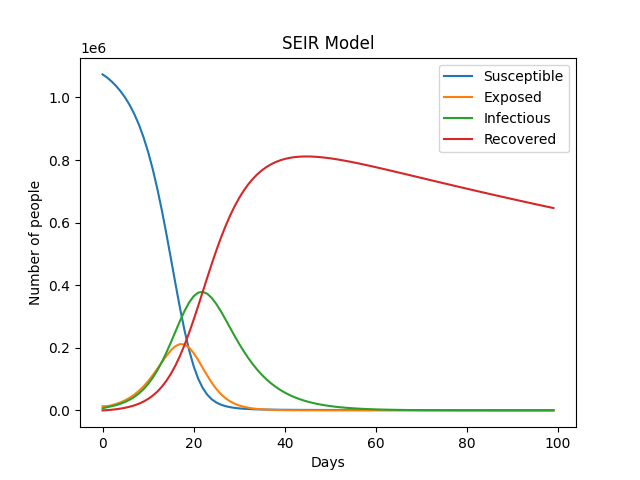 SEIR Model
1e6
Susceptible
Exposed
Infectious
Recovered
Number of people
1.0
0.8
0.6
0.4
0.2
0.0
0 20 40 60 80 100
Days